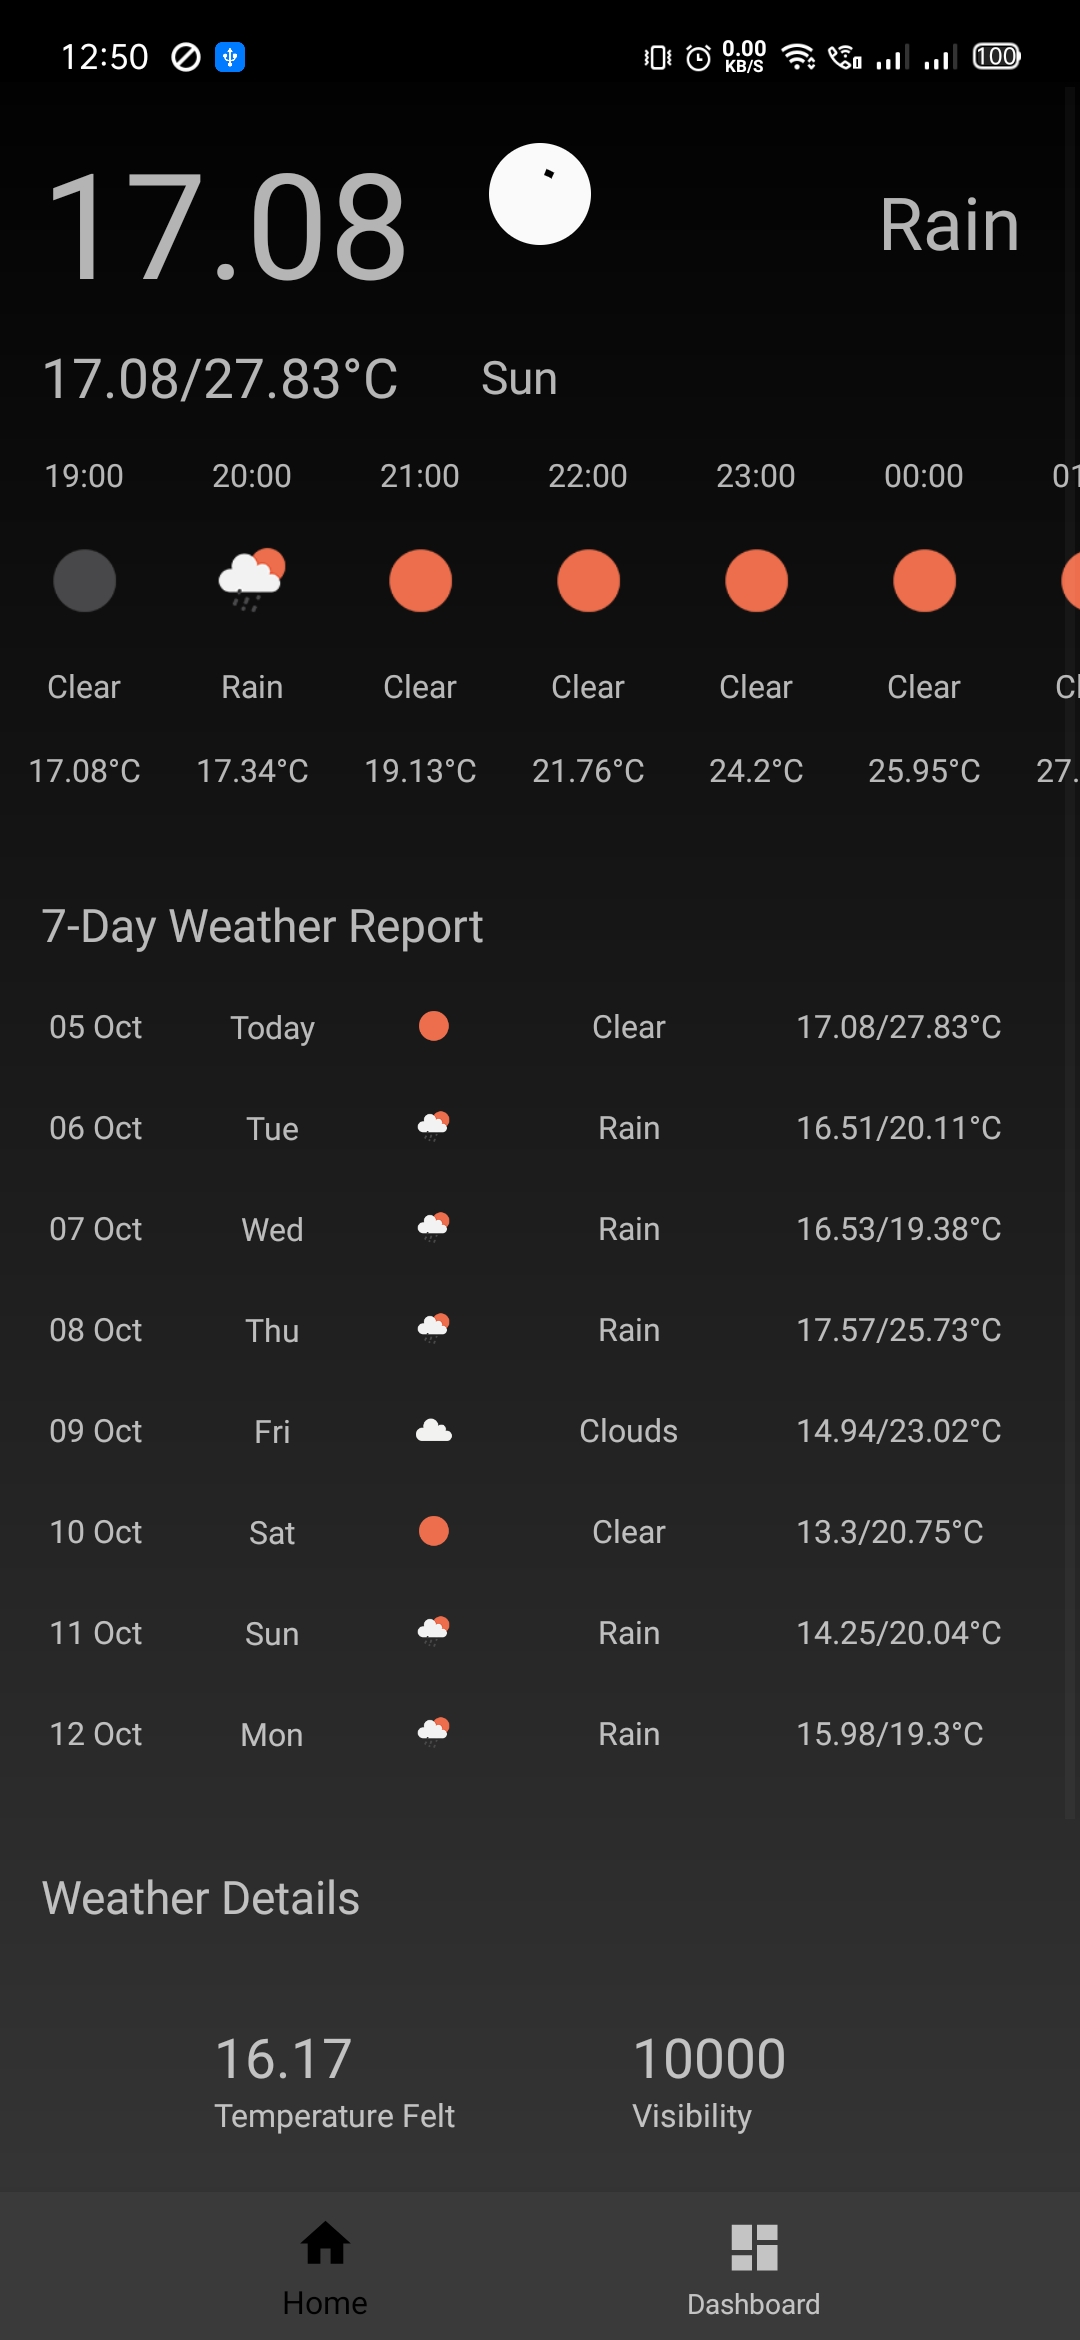 12:50 0.00 KB/S 100
17.08 Rain
17.08/27.83°C Sun
19:00 20:00 21:00 22:00 23:00 00:00 01
Clear Rain Clear Clear Clear Clear Cl
17.08°C 17.34°C 19.13°C 21.76°C 24.2°C 25.95°C 27.
7-Day Weather Report
05 Oct Today Clear 17.08/27.83°C
06 Oct Tue Rain 16.51/20.11°C
07 Oct Wed Rain 16.53/19.38°C
08 Oct Thu Rain 17.57/25.73°C
09 Oct Fri Clouds 14.94/23.02°C
10 Oct Sat Clear 13.3/20.75°C
11 Oct Sun Rain 14.25/20.04°C
12 Oct Mon Rain 15.98/19.3°C
Weather Details
16.17 10000
Temperature Felt Visibility
Home Dashboard